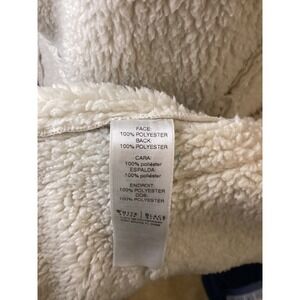 FACE:
100% POLYESTER
BACK:
100% POLYESTER
CARA:
100% poliéster
ESPALDA:
100% poliéster
ENDROIT:
100% POLYESTER
DOS:
100% POLYESTER